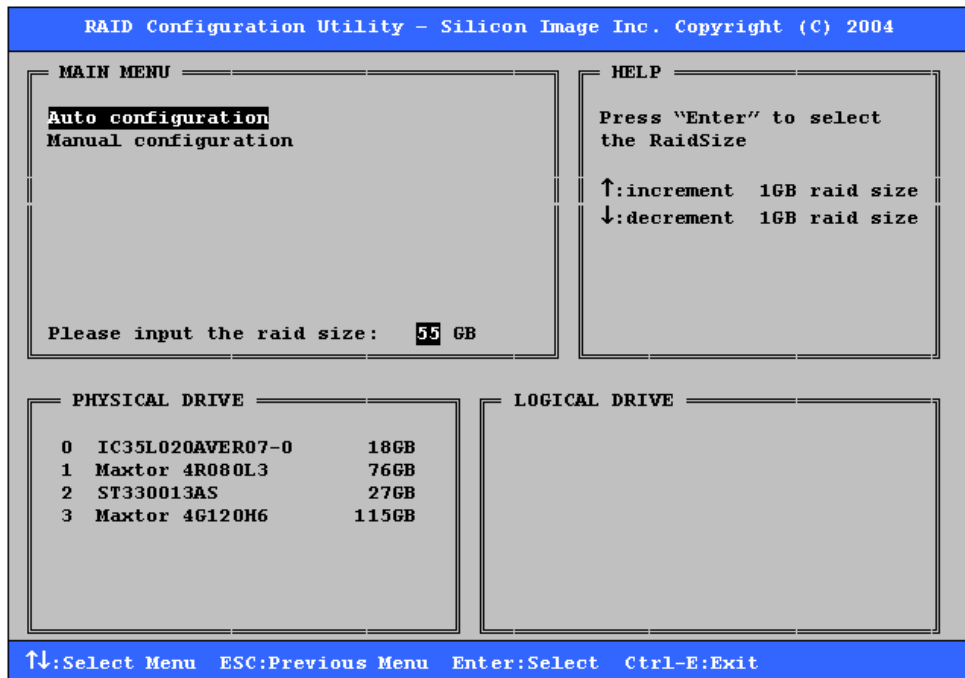 RAID Configuration Utility – Silicon Image Inc. Copyright (C) 2004
MAIN MENU
Auto configuration
Manual configuration
Please input the raid size: 55 GB
HELP
Press “Enter” to select
the RaidSize
↑:increment 1GB raid size
↓:decrement 1GB raid size
PHYSICAL DRIVE
0 IC35L020AVER07-0 18GB
1 Maxtor 4R080L3 76GB
2 ST330013AS 27GB
3 Maxtor 4G120H6 115GB
LOGICAL DRIVE
↑↓:Select Menu ESC:Previous Menu Enter:Select Ctrl-E:Exit